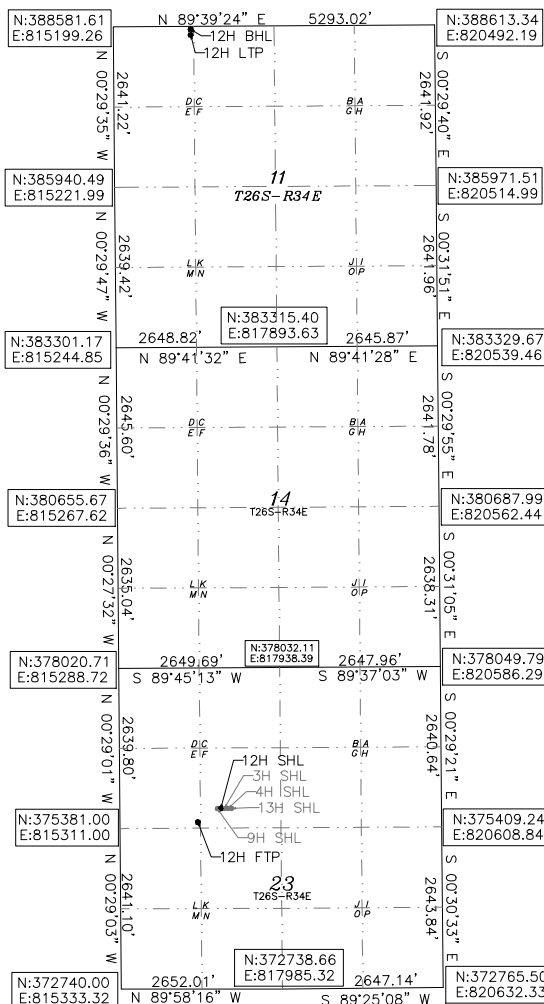 N:388581.61
E:815199.26
N 89°39'24" E 5293.02'
N:388613.34
E:820492.19
12H BHL
12H LTP
N 00°29'35" W
2641.22'
D C
E F
B A
G H
2641.92'
S 00°29'40" E
N:385940.49
E:815221.99
11
T26S-R34E
N:385971.51
E:820514.99
N 00°29'47" W
2639.42'
L K
M N
J I
O P
2641.96'
S 00°31'51" E
N:383315.40
E:817893.63
N:383301.17
E:815244.85
2648.82'
2645.87'
N:383329.67
E:820539.46
N 89°41'32" E
N 89°41'28" E
N 00°29'36" W
2645.60'
D C
E F
B A
G H
2641.78'
S 00°29'55" E
N:380655.67
E:815267.62
14
T26S-R34E
N:380687.99
E:820562.44
N 00°27'32" W
2635.04'
L K
M N
J I
O P
2638.31'
S 00°31'05" E
N:378032.11
E:817938.39
N:378020.71
E:815288.72
2649.69'
2647.96'
N:378049.79
E:820586.29
S 89°45'13" W
S 89°37'03" W
N 00°29'01" W
2639.80'
D C
E F
B A
G H
2640.64'
S 00°29'21" E
12H SHL
3H SHL
4H SHL
13H SHL
9H SHL
N:375381.00
E:815311.00
12H FTP
N:375409.24
E:820608.84
N 00°29'03" W
2641.10'
23
T26S-R34E
L K
M N
J I
O P
2643.84'
S 00°30'33" E
N:372738.66
E:817985.32
N:372740.00
E:815333.32
2652.01'
2647.14'
N:372765.50
E:820632.33
N 89°58'16" W
S 89°25'08" W